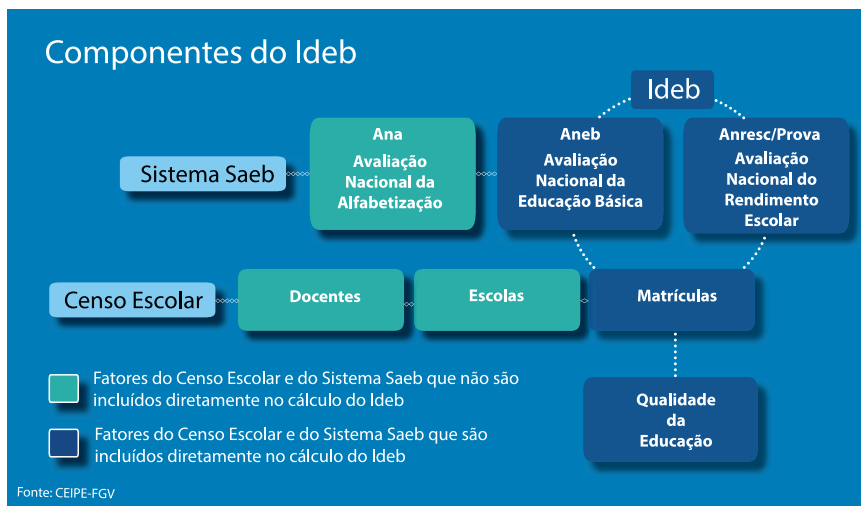 Componentes do Ideb
Ideb
Sistema Saeb
Ana
Avaliação
Nacional da
Alfabetização
Aneb
Avaliação
Nacional da
Educação Básica
Anresc/Prova
Avaliação
Nacional do
Rendimento
Escolar
Censo Escolar
Docentes
Escolas
Matrículas
Qualidade
da
Educação
Fatores do Censo Escolar e do Sistema Saeb que não são
incluídos diretamente no cálculo do Ideb
Fatores do Censo Escolar e do Sistema Saeb que são
incluídos diretamente no cálculo do Ideb
Fonte: CEIPE-FGV